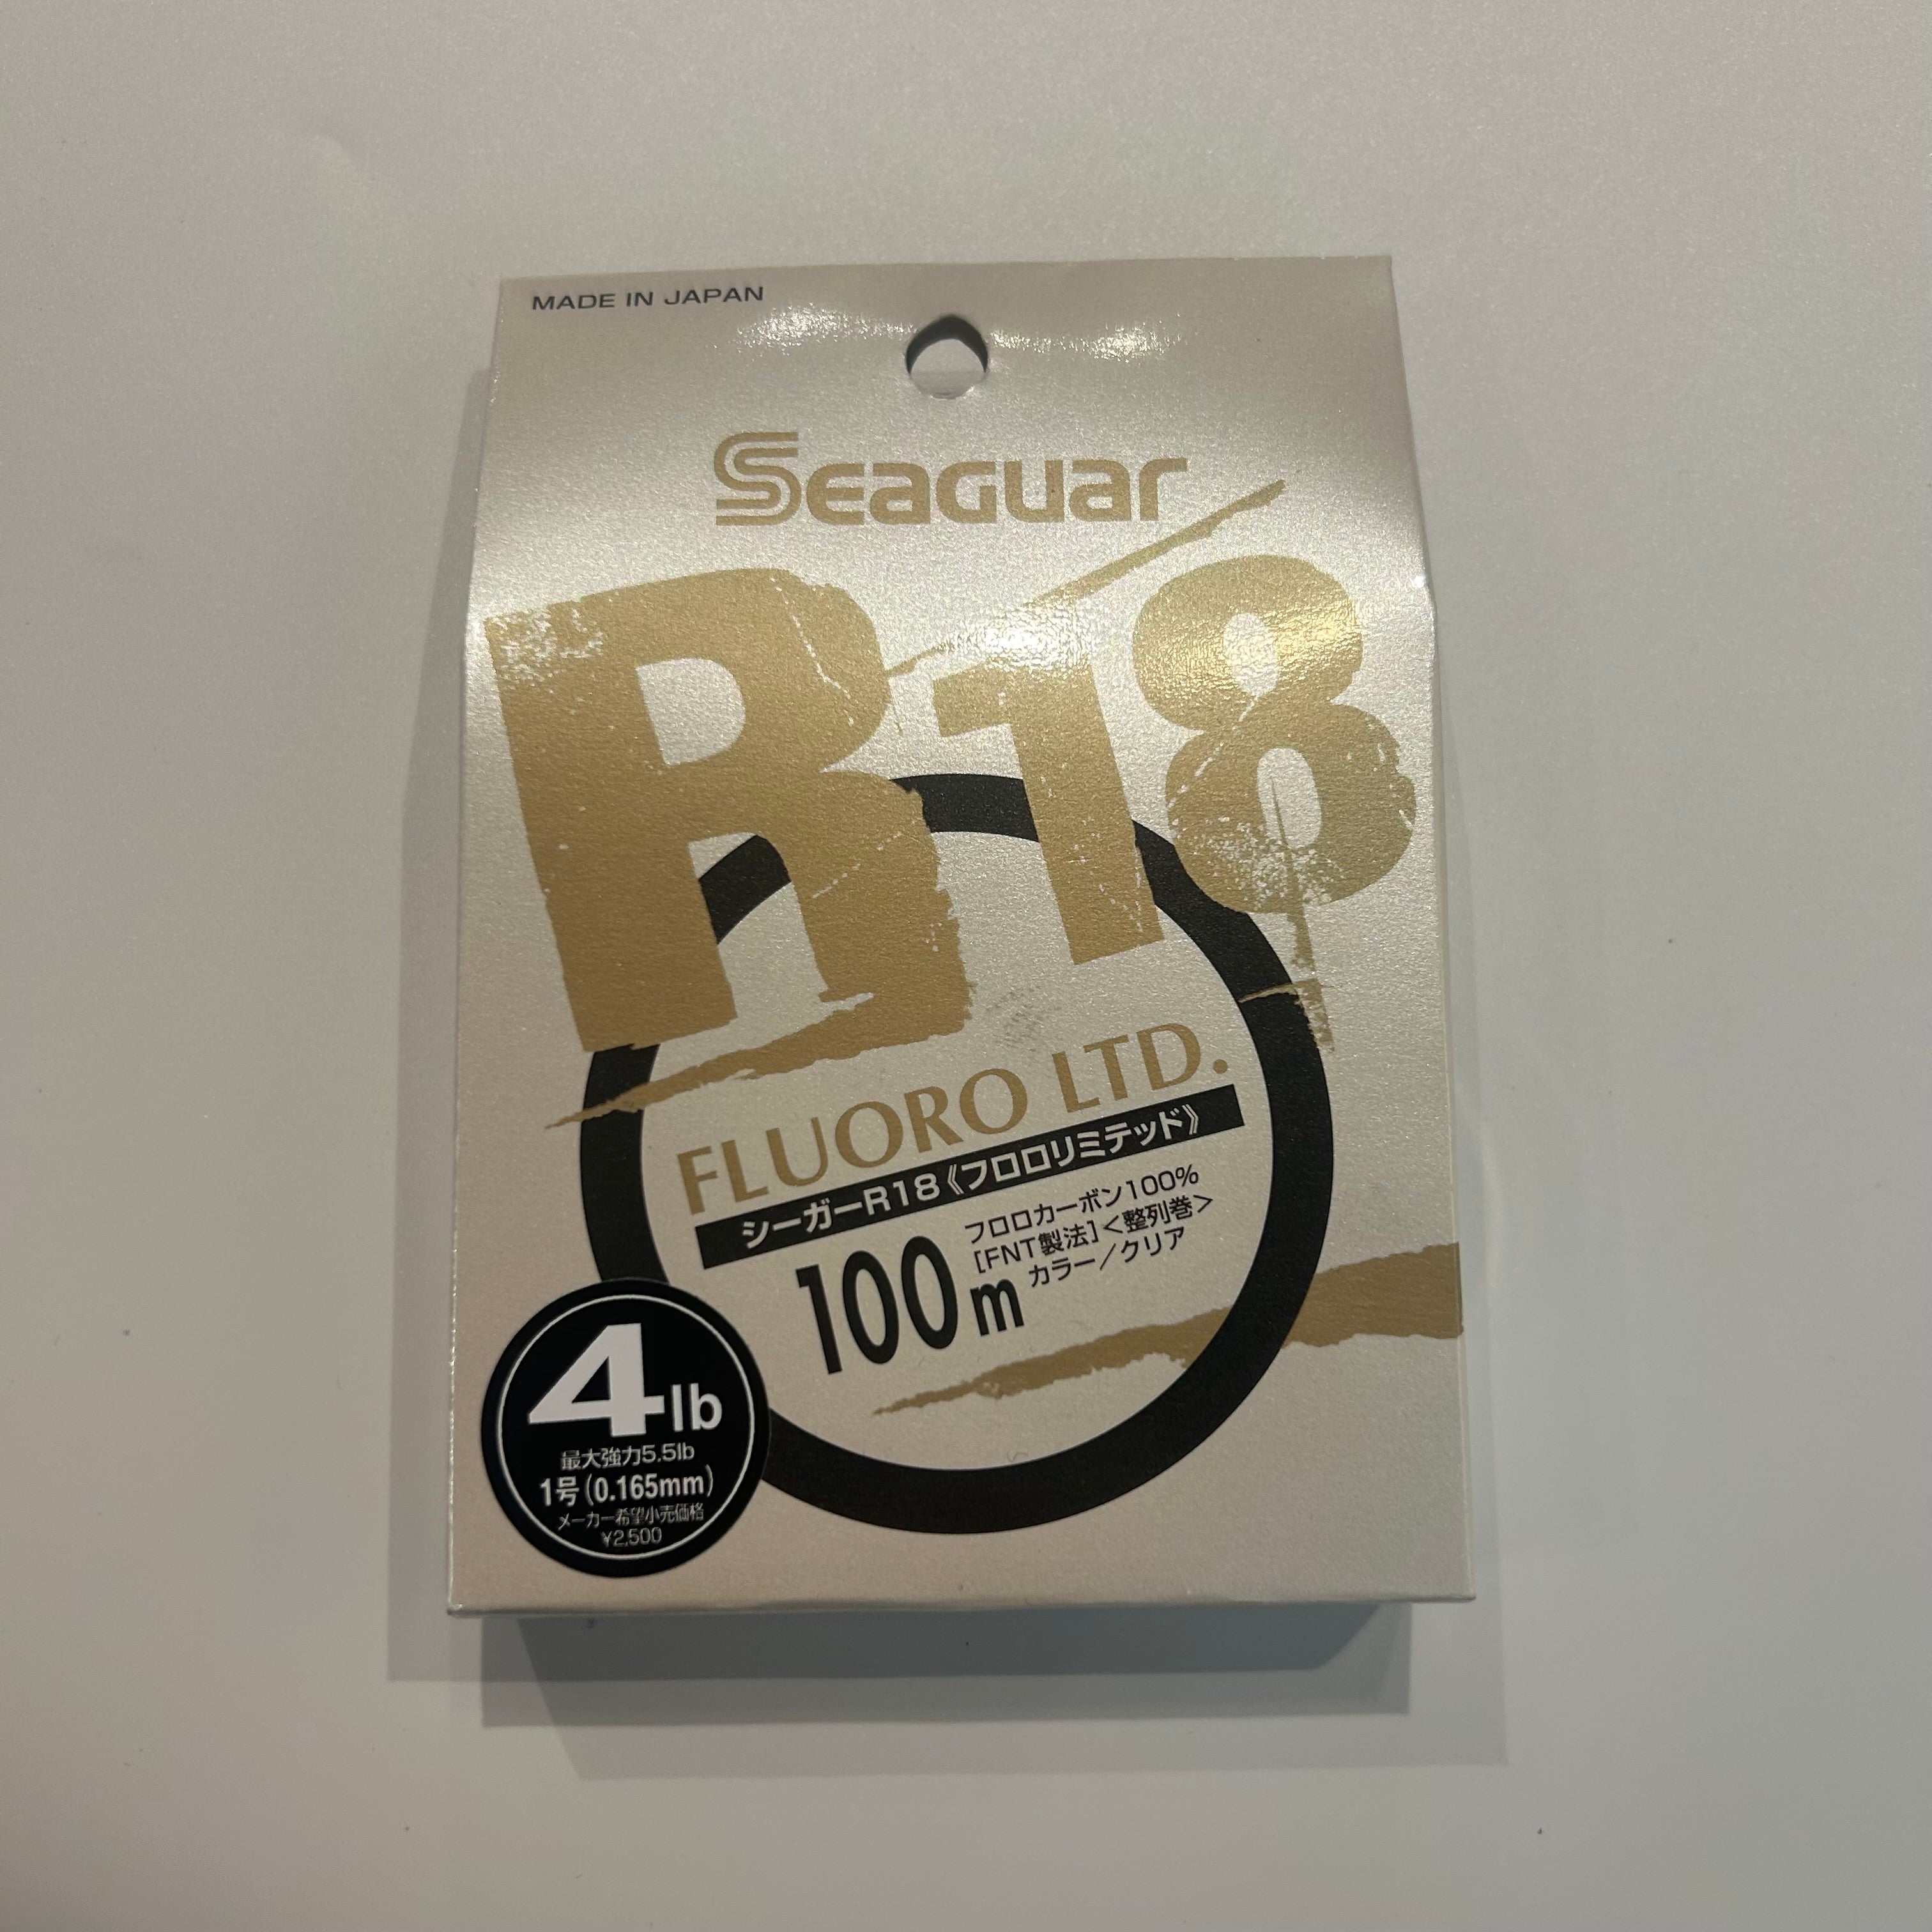 MADE IN JAPAN
Seaguar
R18
FLUORO LTD.
シーガーR18《フロロリミテッド》
100m
フロロカーボン100%
[FNT製法]<整列巻>
カラー/クリア
4lb
最大強力5.5lb
1号(0.165mm)
メーカー希望小売価格
¥2,500